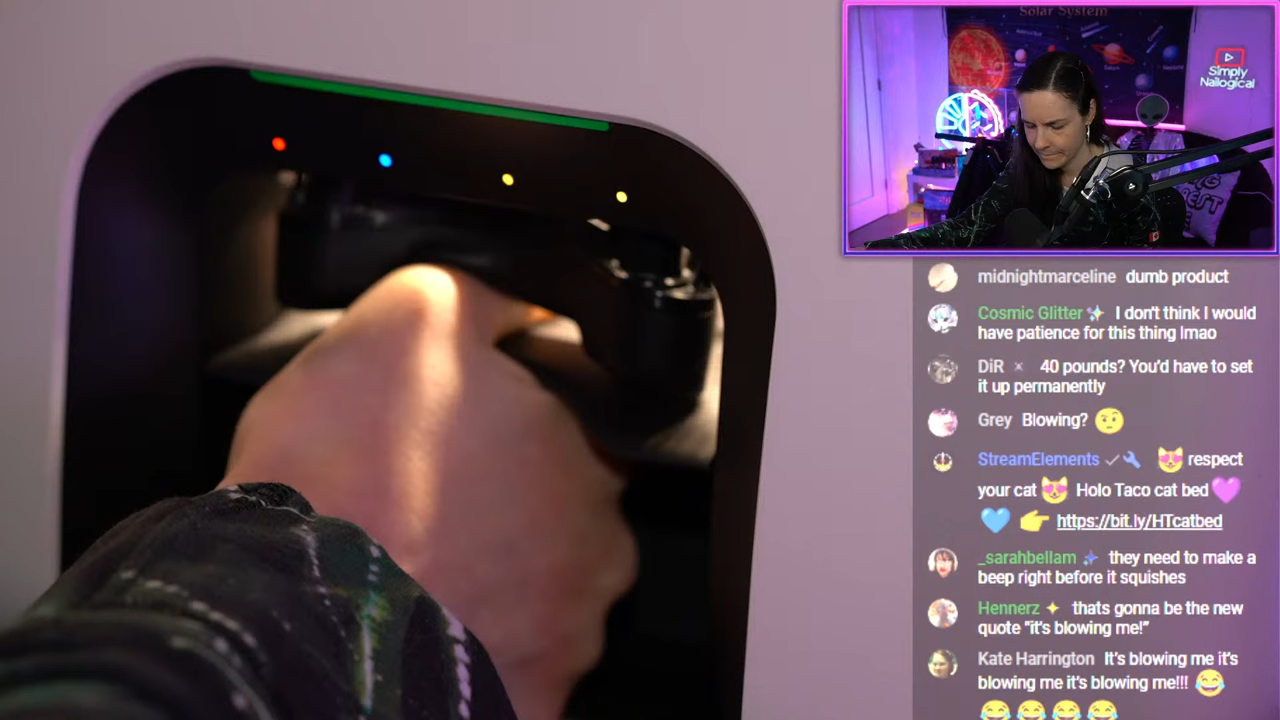 Solar System
Simply
Nailogical
midnightmarceline dumb product
Cosmic Glitter I don't think I would
have patience for this thing lmao
DiR 40 pounds? You'd have to set
it up permanently
Grey Blowing?
StreamElements respect
your cat Holo Taco cat bed
https://bit.ly/HTcatbed
_sarahbellam they need to make a
beep right before it squishes
Hennerz thats gonna be the new
quote "it's blowing me!"
Kate Harrington It's blowing me it's
blowing me it's blowing me!!!